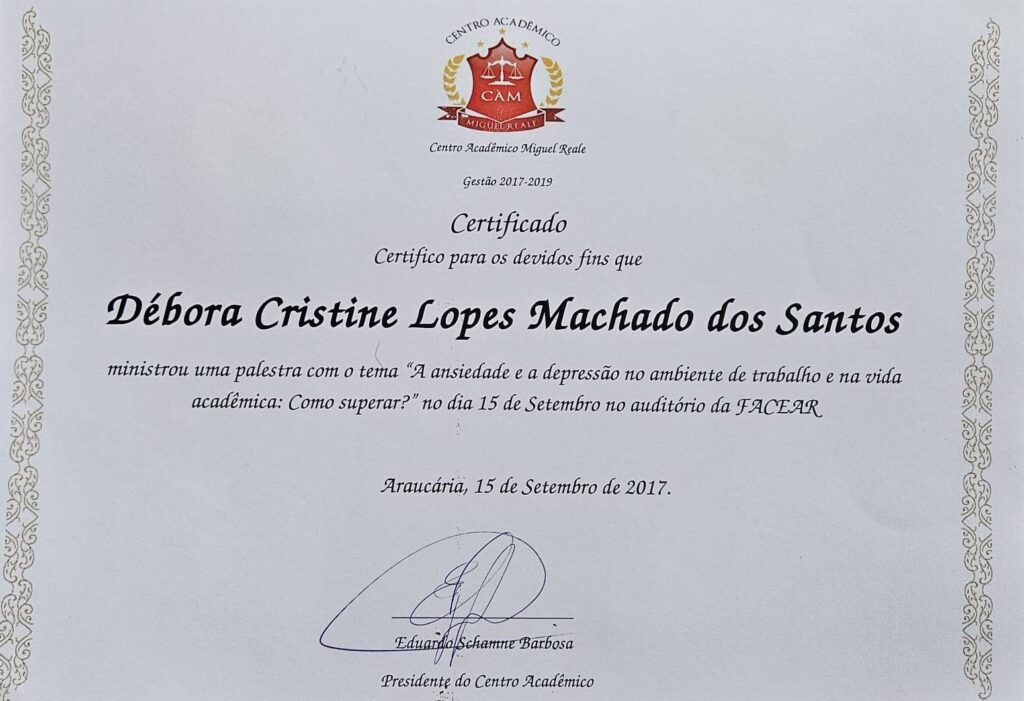 CENTRO ACADÊMICO
CAM
MIGUEL REALE
Centro Acadêmico Miguel Reale
Gestão 2017-2019
Certificado
Certifico para os devidos fins que
Débora Cristine Lopes Machado dos Santos
ministrou uma palestra com o tema “A ansiedade e a depressão no ambiente de trabalho e na vida
acadêmica: Como superar?” no dia 15 de Setembro no auditório da FACEAR
Araucária, 15 de Setembro de 2017.
Eduardo Schamne Barbosa
Presidente do Centro Acadêmico